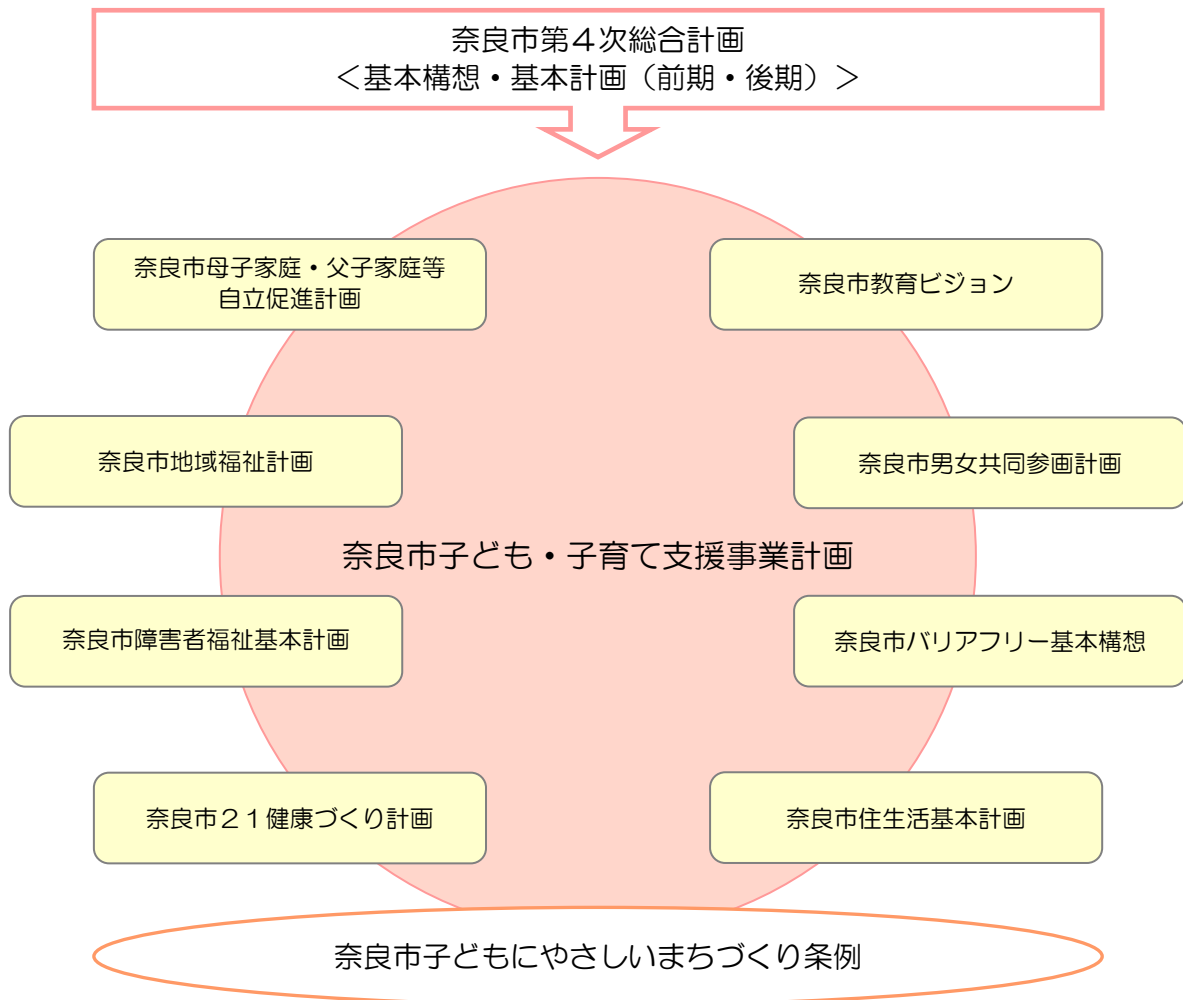 奈良市第４次総合計画
＜基本構想・基本計画（前期・後期）＞
奈良市母子家庭・父子家庭等
自立促進計画
奈良市教育ビジョン
奈良市地域福祉計画
奈良市男女共同参画計画
奈良市子ども・子育て支援事業計画
奈良市障害者福祉基本計画
奈良市バリアフリー基本構想
奈良市２１健康づくり計画
奈良市住生活基本計画
奈良市子どもにやさしいまちづくり条例